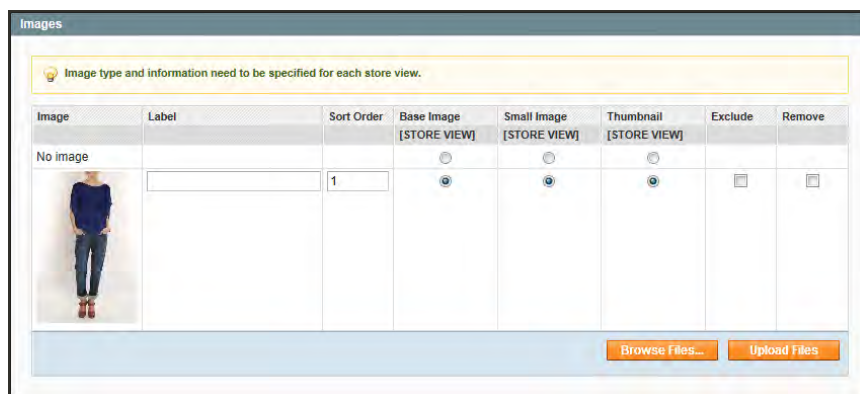 Images
Image type and information need to be specified for each store view.
Image Label Sort Order Base Image Small Image Thumbnail Exclude Remove
[STORE VIEW] [STORE VIEW] [STORE VIEW]
No image
1
Browse Files... Upload Files